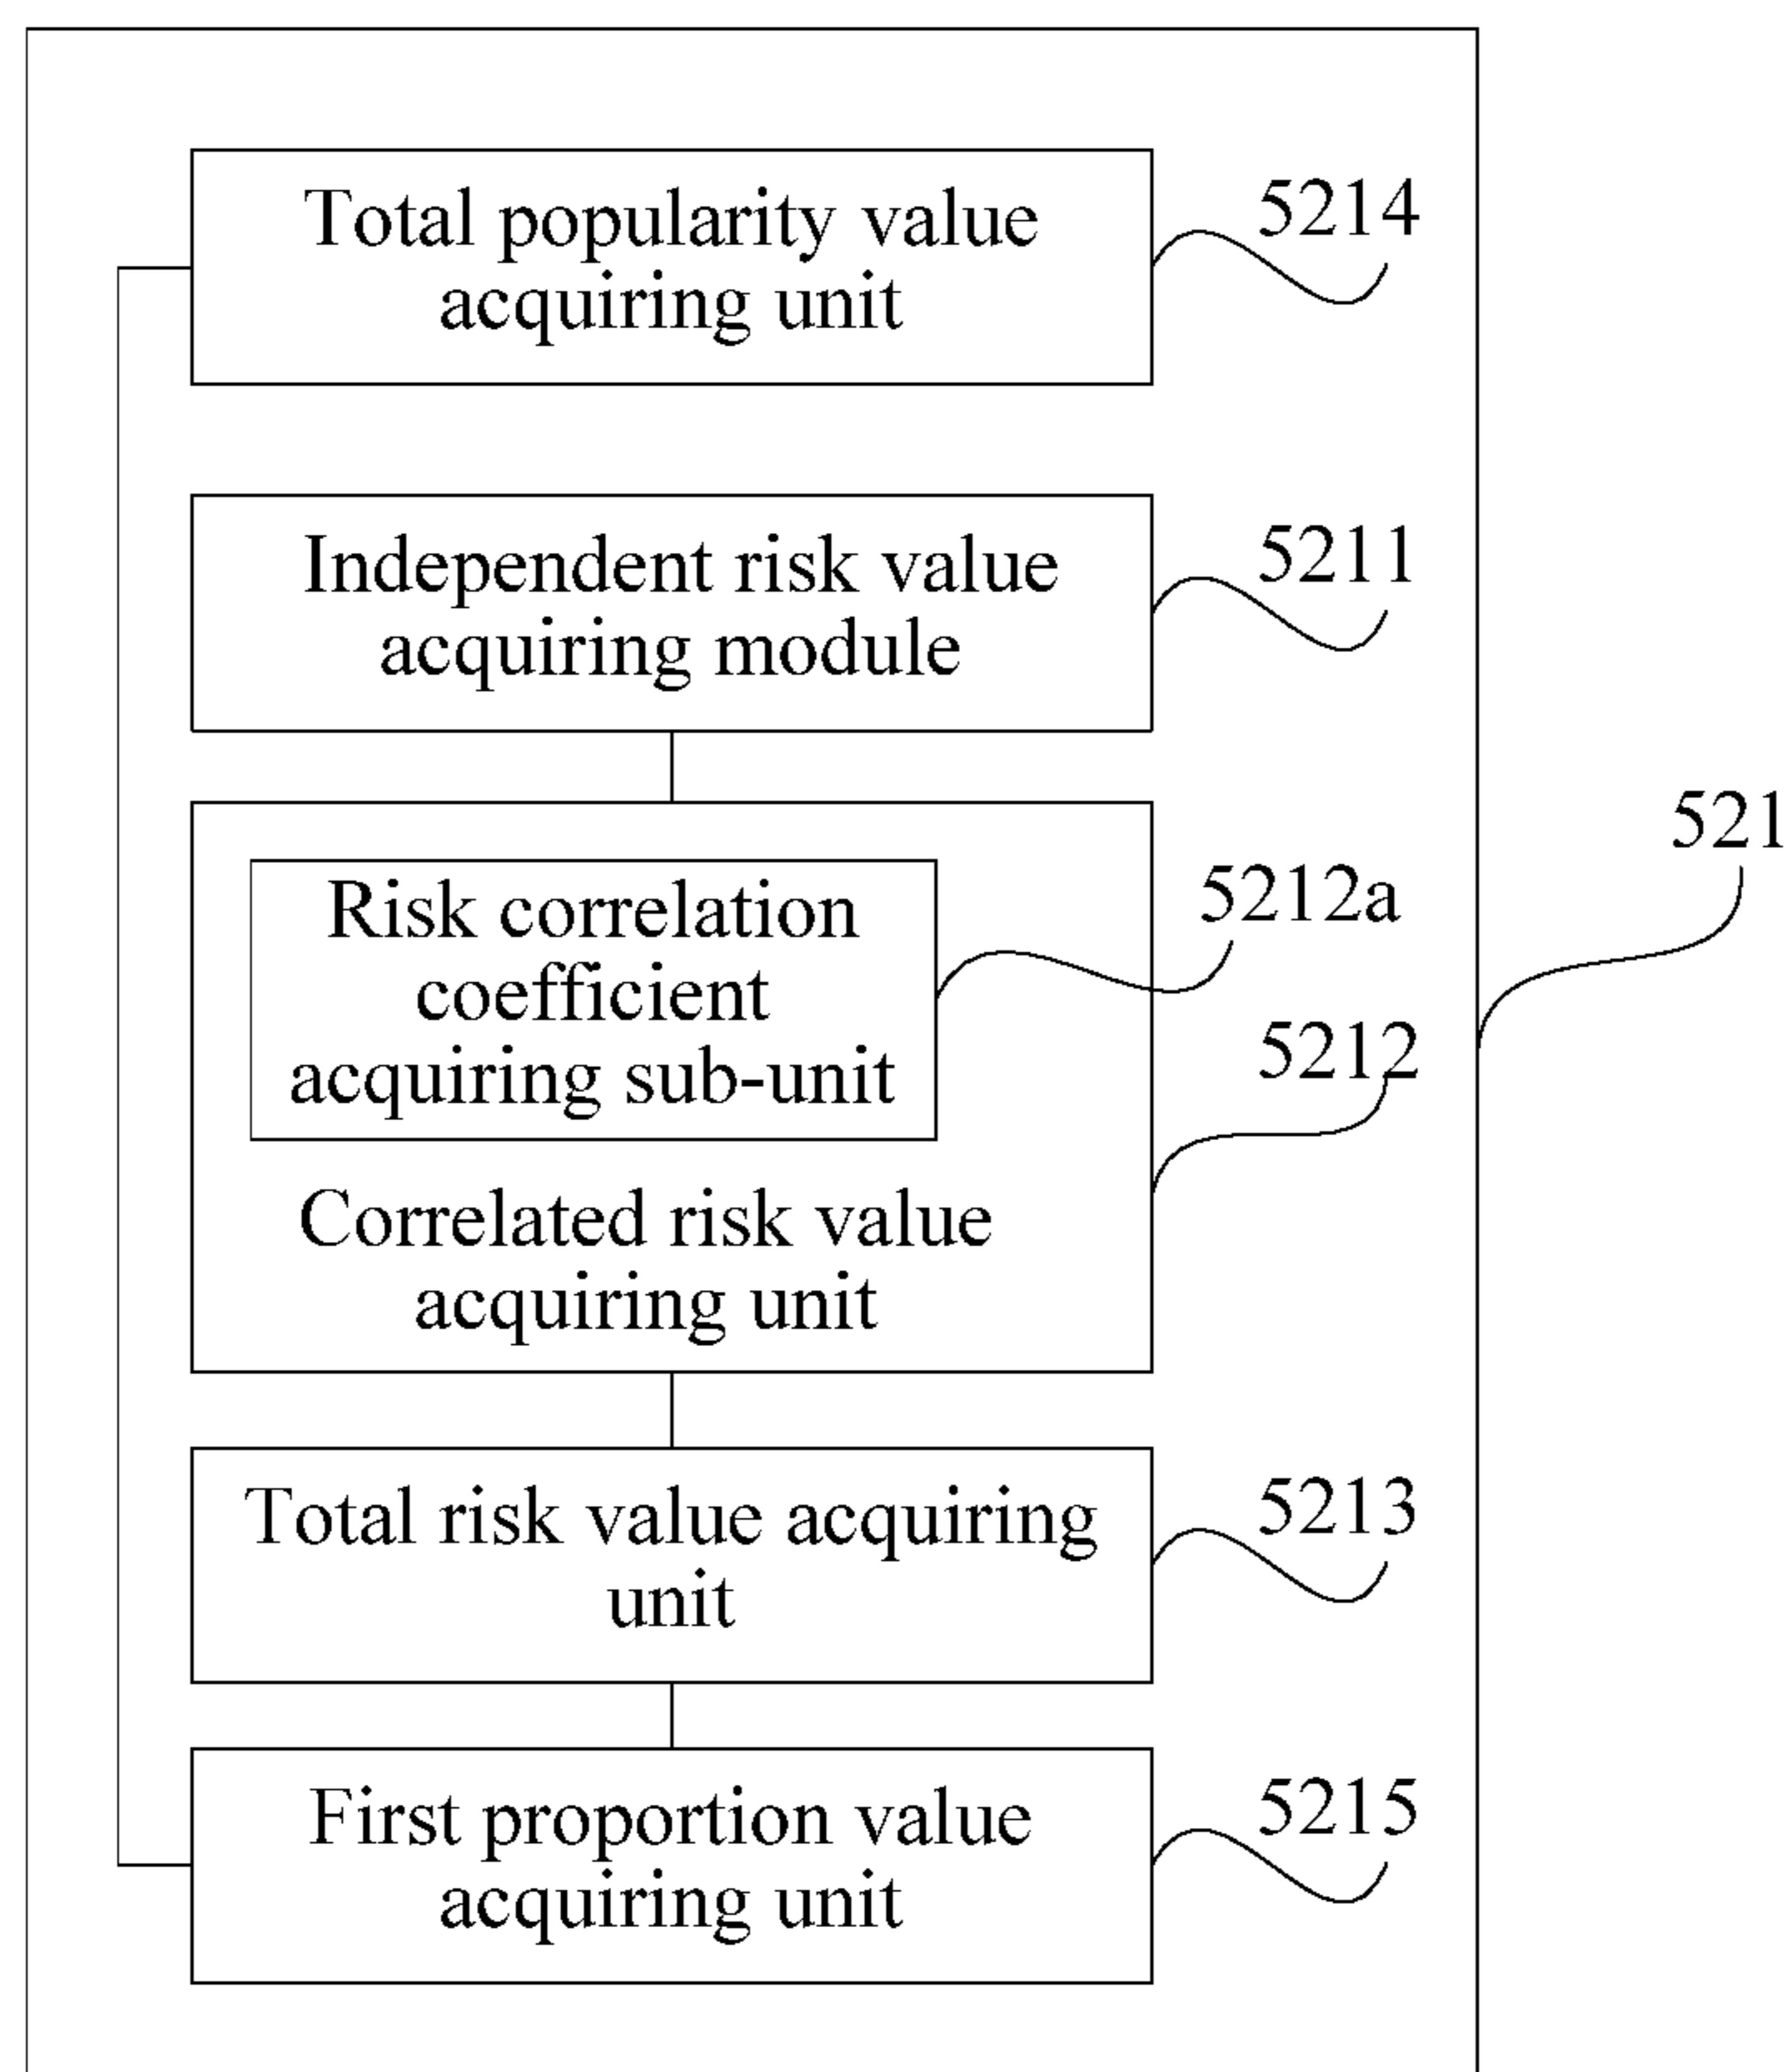 Total popularity value
acquiring unit
5214
Independent risk value
acquiring module
5211
521
Risk correlation
coefficient
acquiring sub-unit
5212a
5212
Correlated risk value
acquiring unit
Total risk value acquiring
unit
5213
First proportion value
acquiring unit
5215